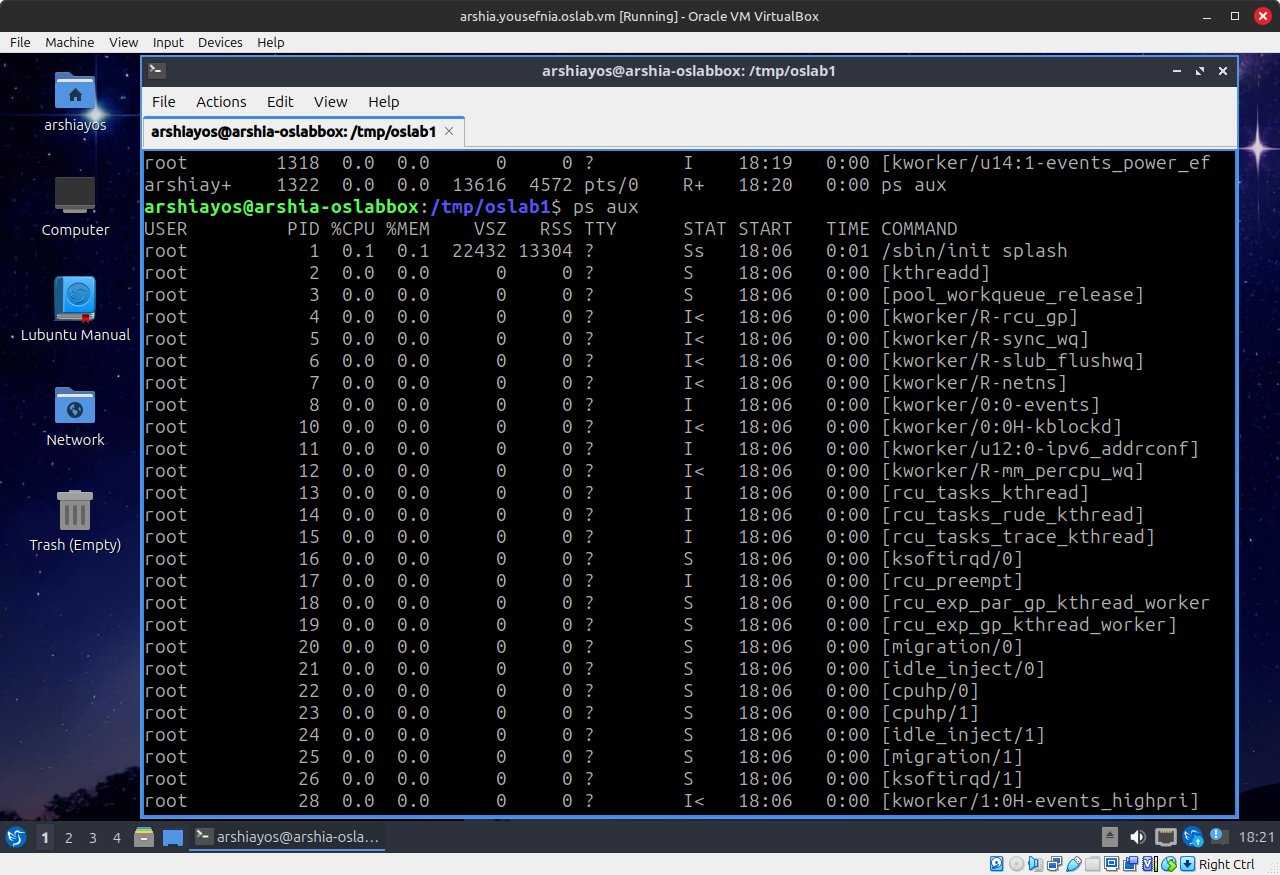 arshia.yousefnia.oslab.vm [Running] - Oracle VM VirtualBox
File Machine View Input Devices Help
arshiayos@arshia-oslabbox: /tmp/oslab1
File Actions Edit View Help
arshiayos@arshia-oslabbox: /tmp/oslab1
arshiayos
Computer
Lubuntu Manual
Network
Trash (Empty)
root 1318 0.0 0.0 0 0 ? I 18:19 0:00 [kworker/u14:1-events_power_ef
arshiay+ 1322 0.0 0.0 13616 4572 pts/0 R+ 18:20 0:00 ps aux
arshiayos@arshia-oslabbox:/tmp/oslab1$ ps aux
USER PID %CPU %MEM VSZ RSS TTY STAT START TIME COMMAND
root 1 0.1 0.1 22432 13304 ? Ss 18:06 0:01 /sbin/init splash
root 2 0.0 0.0 0 0 ? S 18:06 0:00 [kthreadd]
root 3 0.0 0.0 0 0 ? S 18:06 0:00 [pool_workqueue_release]
root 4 0.0 0.0 0 0 ? I< 18:06 0:00 [kworker/R-rcu_gp]
root 5 0.0 0.0 0 0 ? I< 18:06 0:00 [kworker/R-sync_wq]
root 6 0.0 0.0 0 0 ? I< 18:06 0:00 [kworker/R-slub_flushwq]
root 7 0.0 0.0 0 0 ? I< 18:06 0:00 [kworker/R-netns]
root 8 0.0 0.0 0 0 ? I 18:06 0:00 [kworker/0:0-events]
root 10 0.0 0.0 0 0 ? I< 18:06 0:00 [kworker/0:0H-kblockd]
root 11 0.0 0.0 0 0 ? I 18:06 0:00 [kworker/u12:0-ipv6_addrconf]
root 12 0.0 0.0 0 0 ? I< 18:06 0:00 [kworker/R-mm_percpu_wq]
root 13 0.0 0.0 0 0 ? I 18:06 0:00 [rcu_tasks_kthread]
root 14 0.0 0.0 0 0 ? I 18:06 0:00 [rcu_tasks_rude_kthread]
root 15 0.0 0.0 0 0 ? I 18:06 0:00 [rcu_tasks_trace_kthread]
root 16 0.0 0.0 0 0 ? S 18:06 0:00 [ksoftirqd/0]
root 17 0.0 0.0 0 0 ? I 18:06 0:00 [rcu_preempt]
root 18 0.0 0.0 0 0 ? S 18:06 0:00 [rcu_exp_par_gp_kthread_worker
root 19 0.0 0.0 0 0 ? S 18:06 0:00 [rcu_exp_gp_kthread_worker]
root 20 0.0 0.0 0 0 ? S 18:06 0:00 [migration/0]
root 21 0.0 0.0 0 0 ? S 18:06 0:00 [idle_inject/0]
root 22 0.0 0.0 0 0 ? S 18:06 0:00 [cpuhp/0]
root 23 0.0 0.0 0 0 ? S 18:06 0:00 [cpuhp/1]
root 24 0.0 0.0 0 0 ? S 18:06 0:00 [idle_inject/1]
root 25 0.0 0.0 0 0 ? S 18:06 0:00 [migration/1]
root 26 0.0 0.0 0 0 ? S 18:06 0:00 [ksoftirqd/1]
root 28 0.0 0.0 0 0 ? I< 18:06 0:00 [kworker/1:0H-events_highpri]
1 2 3 4 arshiayos@arshia-osla... 18:21
Right Ctrl